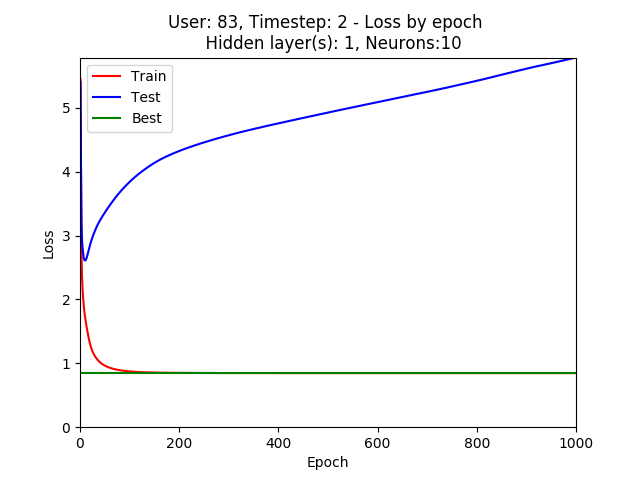 User: 83, Timestep: 2 - Loss by epoch
Hidden layer(s): 1, Neurons:10
Train
Test
Best
Loss
5
4
3
2
1
0
0 200 400 600 800 1000
Epoch